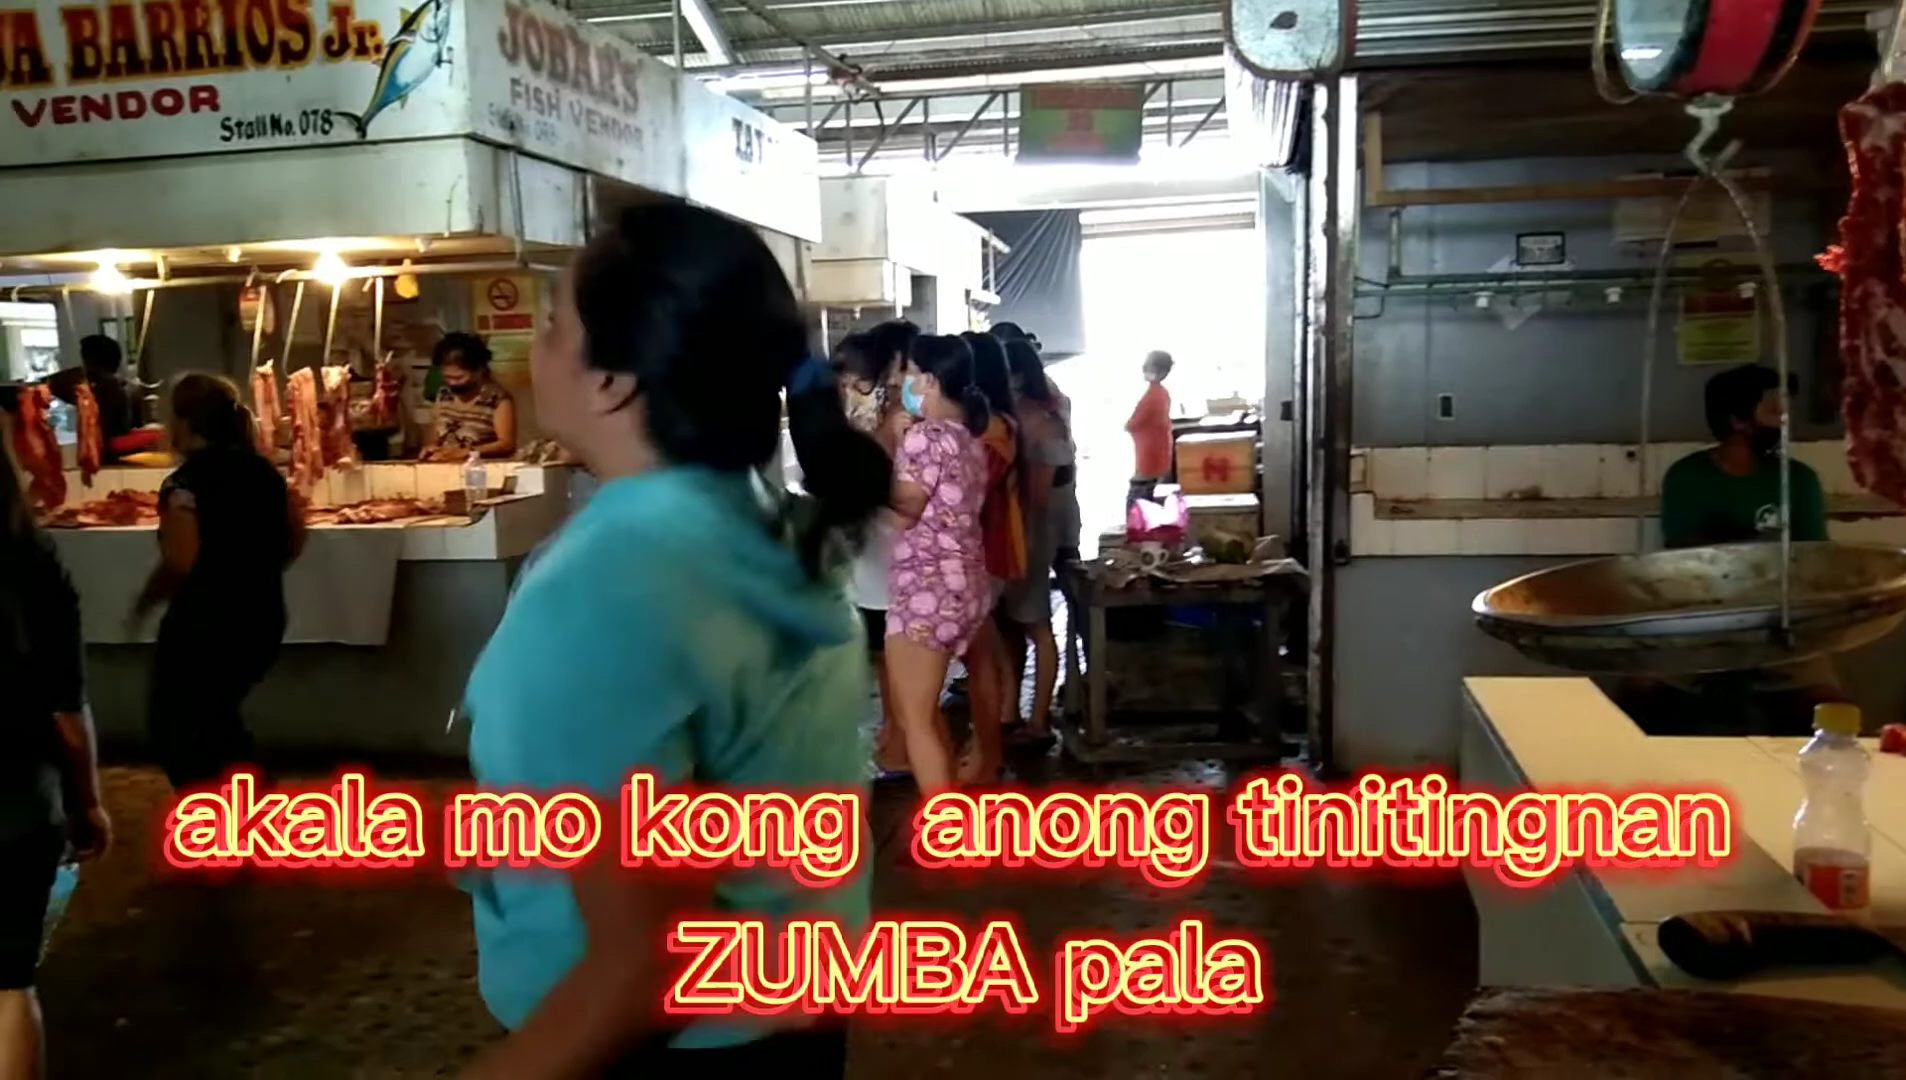 BARRIOS Jr.
VENDOR
Stall No. 078
JOBAR'S
FISH VENDOR
akala mo kong anong tinitingnan
ZUMBA pala